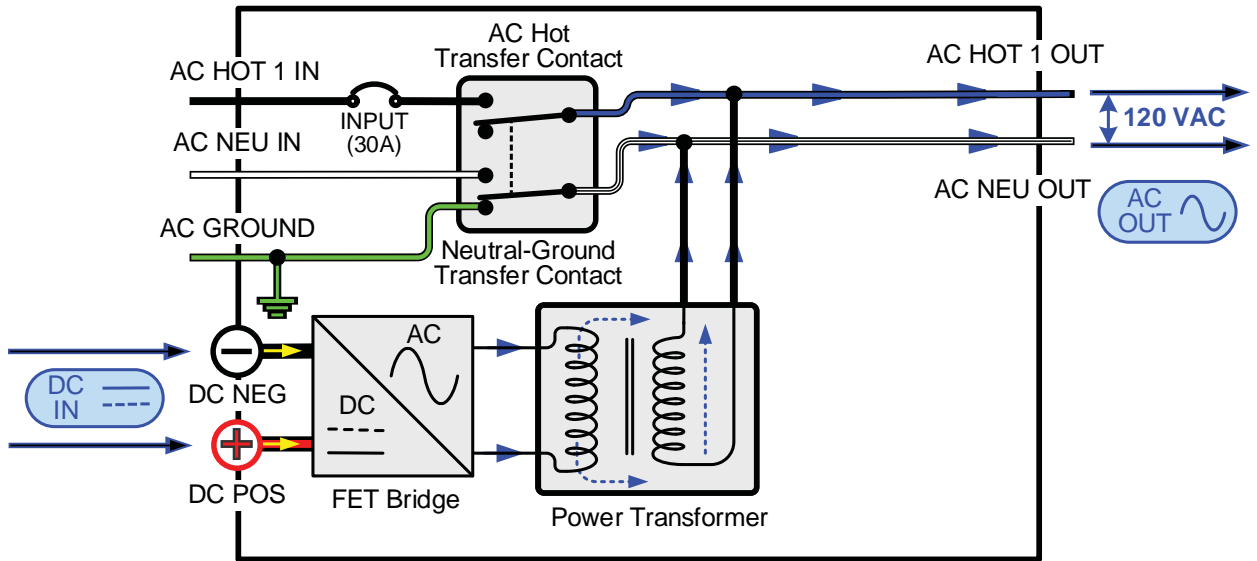 AC Hot
Transfer Contact
AC HOT 1 IN
INPUT
(30A)
AC NEU IN
AC GROUND
Neutral-Ground
Transfer Contact
AC HOT 1 OUT
120 VAC
AC NEU OUT
AC
OUT
DC
IN
DC NEG
DC POS
AC
DC
FET Bridge
Power Transformer